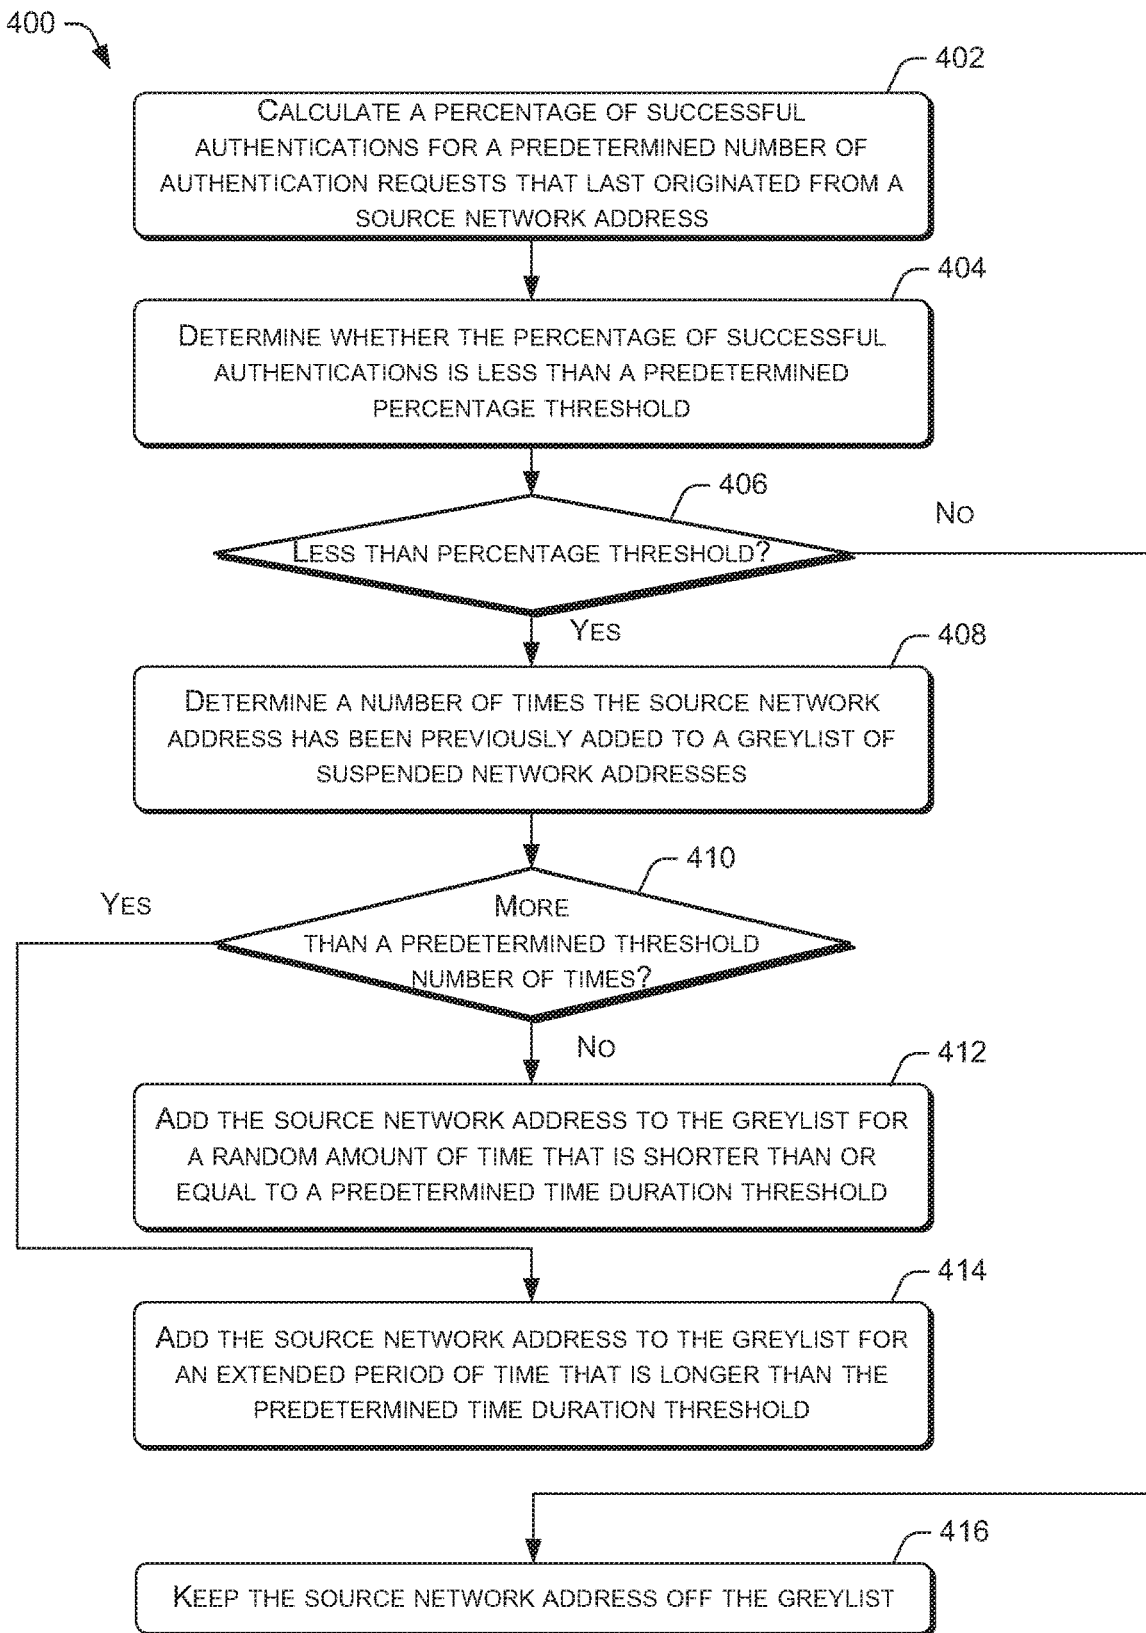 400
402
CALCULATE A PERCENTAGE OF SUCCESSFUL
AUTHENTICATIONS FOR A PREDETERMINED NUMBER OF
AUTHENTICATION REQUESTS THAT LAST ORIGINATED FROM A
SOURCE NETWORK ADDRESS
404
DETERMINE WHETHER THE PERCENTAGE OF SUCCESSFUL
AUTHENTICATIONS IS LESS THAN A PREDETERMINED
PERCENTAGE THRESHOLD
406
NO
LESS THAN PERCENTAGE THRESHOLD?
YES
408
DETERMINE A NUMBER OF TIMES THE SOURCE NETWORK
ADDRESS HAS BEEN PREVIOUSLY ADDED TO A GREYLIST OF
SUSPENDED NETWORK ADDRESSES
410
YES
MORE
THAN A PREDETERMINED THRESHOLD
NUMBER OF TIMES?
NO
412
ADD THE SOURCE NETWORK ADDRESS TO THE GREYLIST FOR
A RANDOM AMOUNT OF TIME THAT IS SHORTER THAN OR
EQUAL TO A PREDETERMINED TIME DURATION THRESHOLD
414
ADD THE SOURCE NETWORK ADDRESS TO THE GREYLIST FOR
AN EXTENDED PERIOD OF TIME THAT IS LONGER THAN THE
PREDETERMINED TIME DURATION THRESHOLD
416
KEEP THE SOURCE NETWORK ADDRESS OFF THE GREYLIST